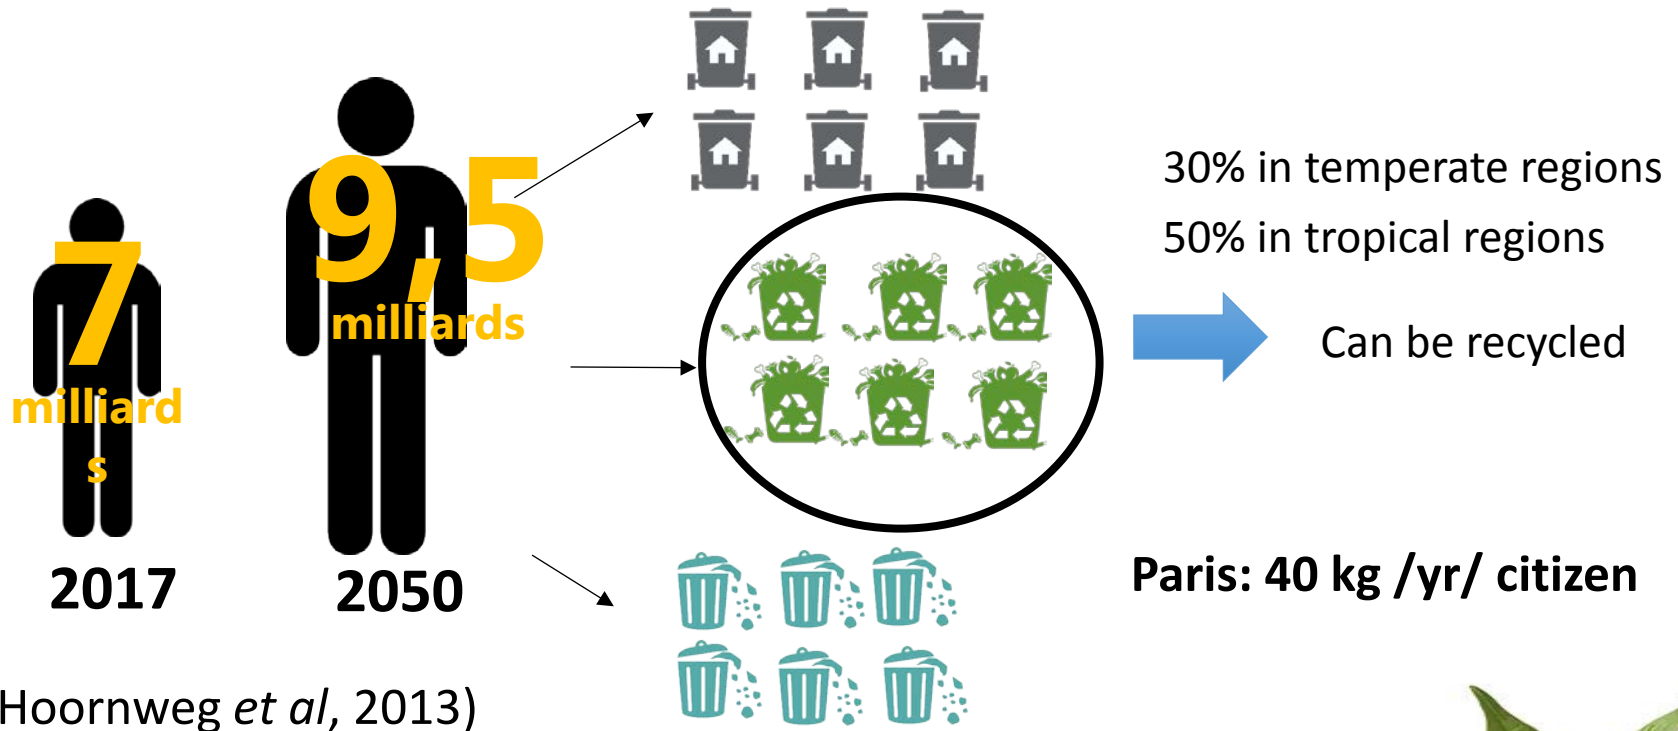 7
milliard
s
2017
9,5
milliards
2050
30% in temperate regions
50% in tropical regions
Can be recycled
Paris: 40 kg /yr/ citizen
Hoornweg et al, 2013)